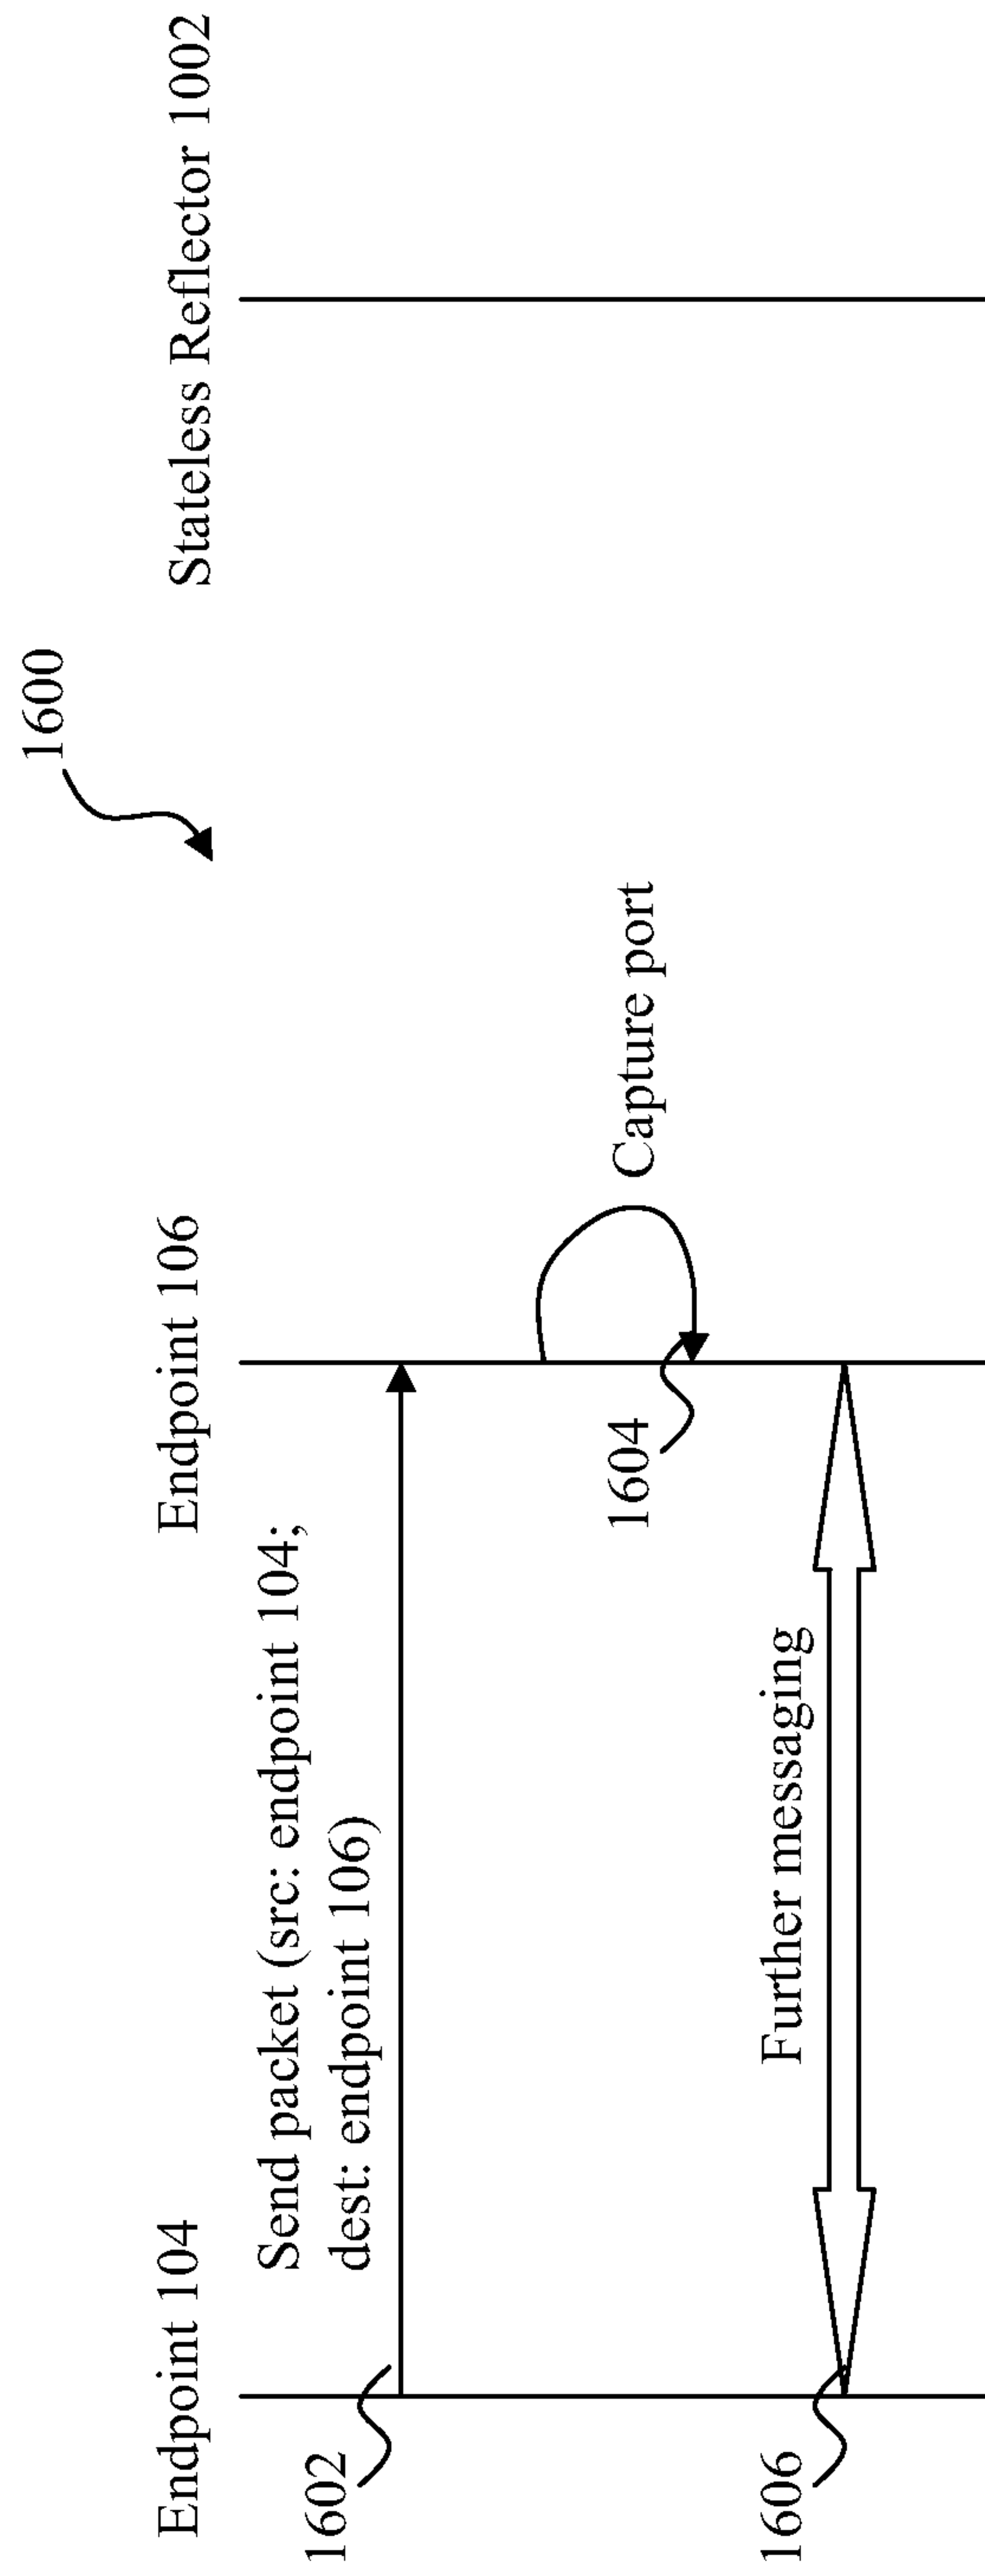 1600
Endpoint 104
Endpoint 106
Stateless Reflector 1002
Send packet (src: endpoint 104;
dest: endpoint 106)
1602
Capture port
1604
Further messaging
1606